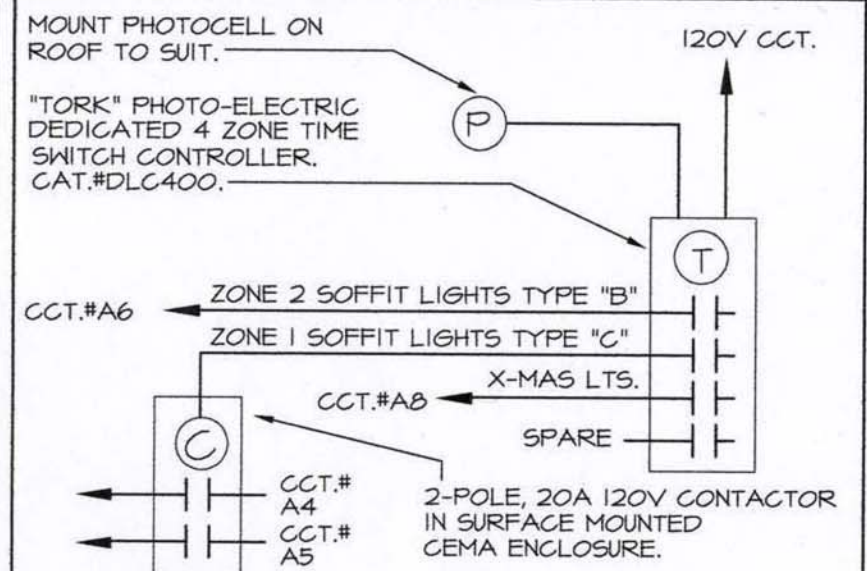 MOUNT PHOTOCELL ON
ROOF TO SUIT.
120V CCT.
"TORK" PHOTO-ELECTRIC
DEDICATED 4 ZONE TIME
SWITCH CONTROLLER.
CAT.#DLC400.
P
T
ZONE 2 SOFFIT LIGHTS TYPE "B"
CCT.#A6
ZONE 1 SOFFIT LIGHTS TYPE "C"
X-MAS LTS.
CCT.#A8
SPARE
C
CCT.#
A4
CCT.#
A5
2-POLE, 20A 120V CONTACTOR
IN SURFACE MOUNTED
CEMA ENCLOSURE.